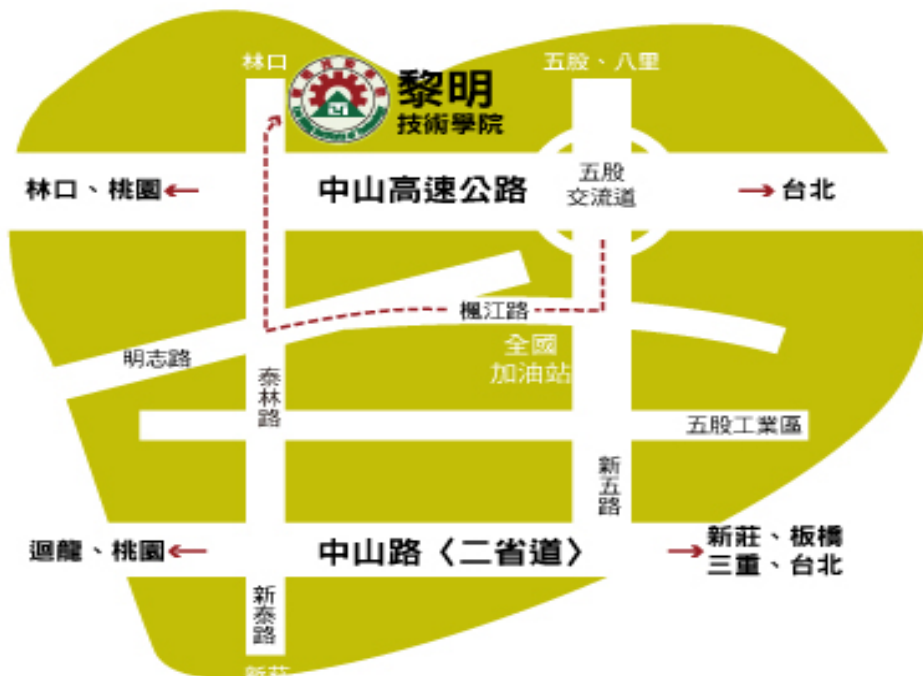 林口
五股、八里
黎明
技術學院
林口、桃園
中山高速公路
五股
交流道
台北
楓江路
明志路
全國
加油站
泰林路
五股工業區
新五路
迴龍、桃園
中山路〈二省道〉
新莊、板橋
三重、台北
新泰路
新莊